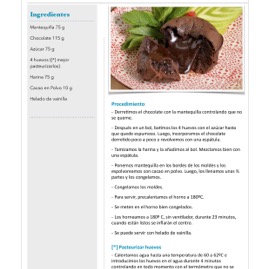 Ingredientes
Mantequilla 75 g
Chocolate 115 g
Azúcar 75 g
4 huevos ([*] mejor
pasteurizarlos)
Harina 75 g
Cacao en Polvo 10 g
Helado de vainilla
Procedimiento
- Derretimos el chocolate con la mantequilla controlando que no
se queme.
- Después en un bol, batimos los 4 huevos con el azúcar hasta
que quede espumoso. Luego, incorporamos el chocolate
derretido poco a poco y revolvemos con una espátula.
- Tamizamos la harina y la añadimos al bol. Mezclamos bien con
una espátula.
- Ponemos mantequilla en los bordes de los moldes y los
espolvoreamos con cacao en polvo. Luego, los llenamos unas ¾
partes y los congelamos.
- Congelamos los moldes.
- Para servir, precalentamos el horno a 180ºC.
- Se meten en el horno bien congelados.
- Los horneamos a 180º C, sin ventilador, durante 23 minutos,
cuando están listos se inflarán el centro.
- Se puede servir con helado de vainilla.
[*] Pasteurizar huevos
- Calentamos agua hasta una temperatura de 60 a 62ºC e
introducimos los huevos en el agua durante 4 minutos
controlando en todo momento con el termómetro que no se